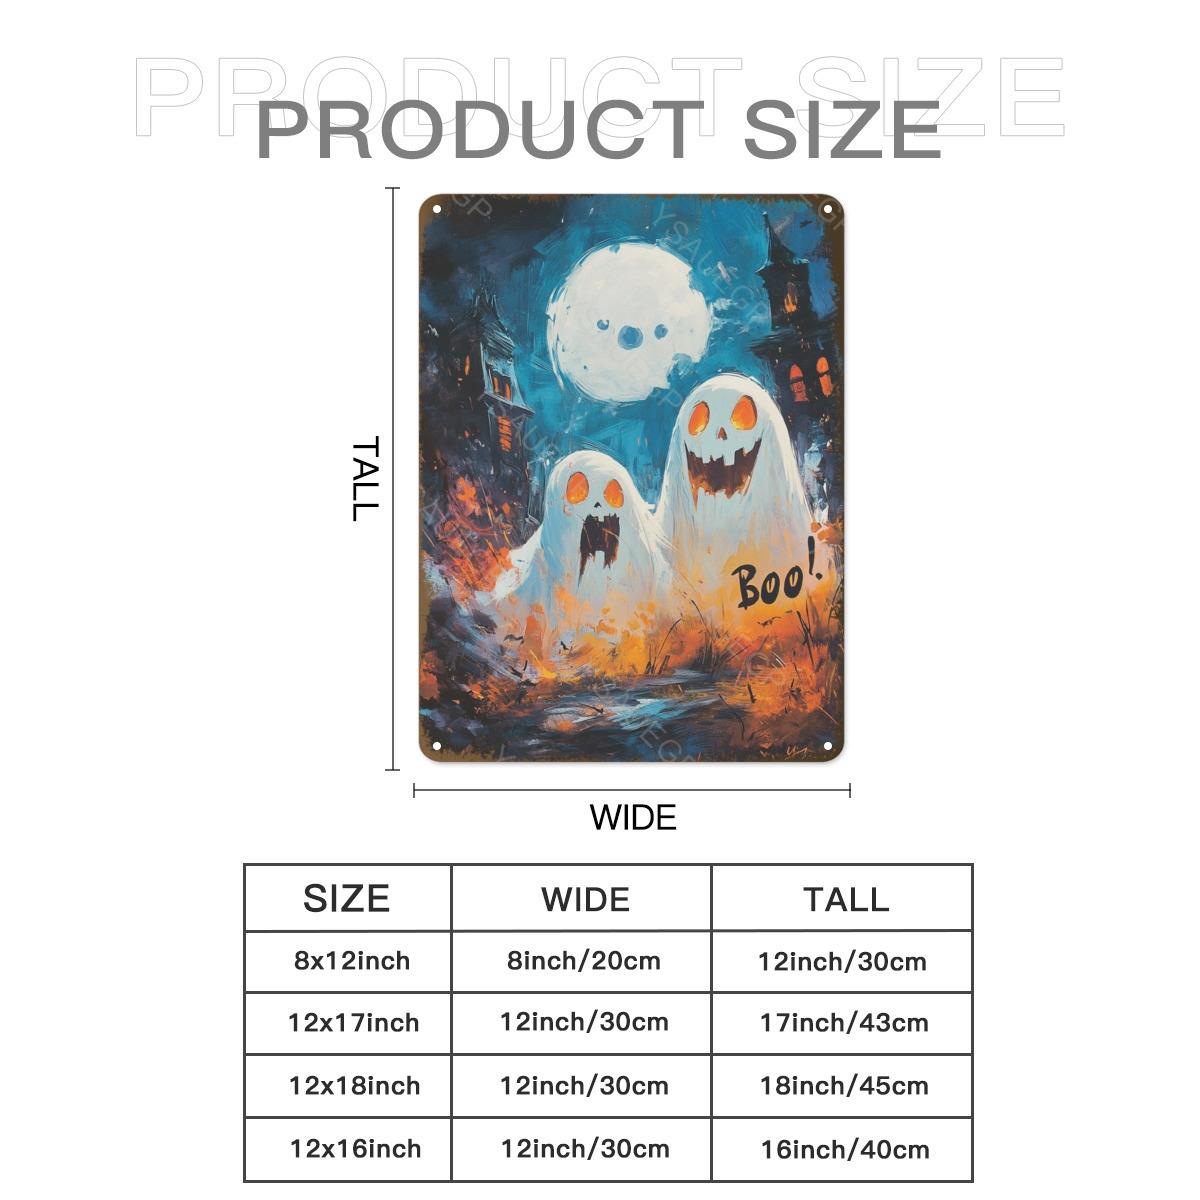 PRODUCT SIZE
PRODUCT SIZE
YSAUEGP
TALL
Boo!
WIDE
SIZE WIDE TALL
8x12inch 8inch/20cm 12inch/30cm
12x17inch 12inch/30cm 17inch/43cm
12x18inch 12inch/30cm 18inch/45cm
12x16inch 12inch/30cm 16inch/40cm